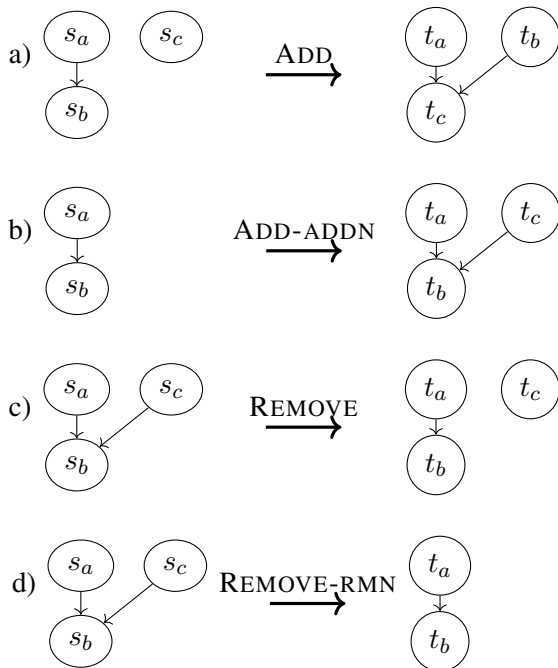 s_a s_c ADD t_a t_b
a)
s_b t_c
s_a ADD-ADDN t_a t_c
b)
s_b t_b
s_a s_c REMOVE t_a t_c
c)
s_b t_b
s_a s_c REMOVE-RMN t_a
d)
s_b t_b